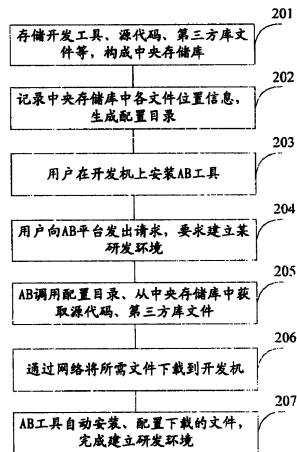 201
存储开发工具、源代码、第三方库文
件等，构成中央存储库
202
记录中央存储库中各文件位置信息，
生成配置目录
203
用户在开发机上安装AB工具
204
用户向AB平台发出请求，要求建立某
研发环境
205
AB调用配置目录、从中央存储库中获
取源代码、第三方库文件
206
通过网络将所需文件下载到开发机
207
AB工具自动安装、配置下载的文件，
完成建立研发环境